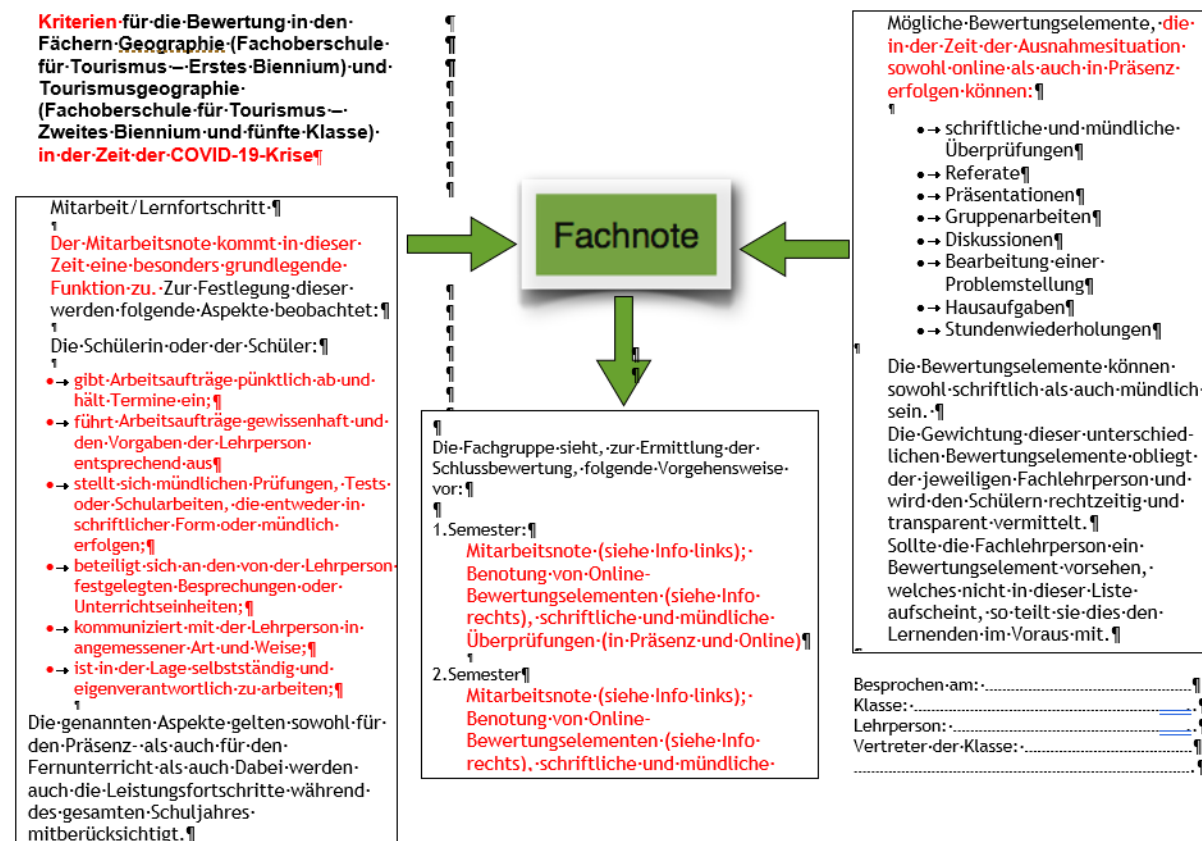 Kriterien für die Bewertung in den
Fächern Geographie (Fachoberschule
für Tourismus – Erstes Biennium) und
Tourismusgeographie
(Fachoberschule für Tourismus –
Zweites Biennium und fünfte Klasse)
in der Zeit der COVID-19-Krise
Mitarbeit/Lernfortschritt
Der Mitarbeitsnote kommt in dieser
Zeit eine besonders grundlegende
Funktion zu. Zur Festlegung dieser
werden folgende Aspekte beobachtet:
Die Schülerin oder der Schüler:
• gibt Arbeitsaufträge pünktlich ab und
hält Termine ein;
• führt Arbeitsaufträge gewissenhaft und
den Vorgaben der Lehrperson
entsprechend aus
• stellt sich mündlichen Prüfungen, Tests
oder Schularbeiten, die entweder in
schriftlicher Form oder mündlich
erfolgen;
• beteiligt sich an den von der Lehrperson
festgelegten Besprechungen oder
Unterrichtseinheiten;
• kommuniziert mit der Lehrperson in
angemessener Art und Weise;
• ist in der Lage selbstständig und
eigenverantwortlich zu arbeiten;
Die genannten Aspekte gelten sowohl für
den Präsenz- als auch für den
Fernunterricht als auch Dabei werden
auch die Leistungsfortschritte während
des gesamten Schuljahres
mitberücksichtigt.
Fachnote
Die Fachgruppe sieht, zur Ermittlung der
Schlussbewertung, folgende Vorgehensweise
vor:
1.Semester:
Mitarbeitsnote (siehe Info links);
Benotung von Online-
Bewertungselementen (siehe Info
rechts), schriftliche und mündliche
Überprüfungen (in Präsenz und Online)
2.Semester
Mitarbeitsnote (siehe Info links);
Benotung von Online-
Bewertungselementen (siehe Info
rechts), schriftliche und mündliche
Mögliche Bewertungselemente, die
in der Zeit der Ausnahmesituation
sowohl online als auch in Präsenz
erfolgen können:
• schriftliche und mündliche
Überprüfungen
• Referate
• Präsentationen
• Gruppenarbeiten
• Diskussionen
• Bearbeitung einer
Problemstellung
• Hausaufgaben
• Stundenwiederholungen
Die Bewertungselemente können
sowohl schriftlich als auch mündlich
sein.
Die Gewichtung dieser unterschied-
lichen Bewertungselemente obliegt
der jeweiligen Fachlehrperson und
wird den Schülern rechtzeitig und
transparent vermittelt.
Sollte die Fachlehrperson ein
Bewertungselement vorsehen,
welches nicht in dieser Liste
aufscheint, so teilt sie dies den
Lernenden im Voraus mit.
Besprochen am:
Klasse:
Lehrperson:
Vertreter der Klasse: